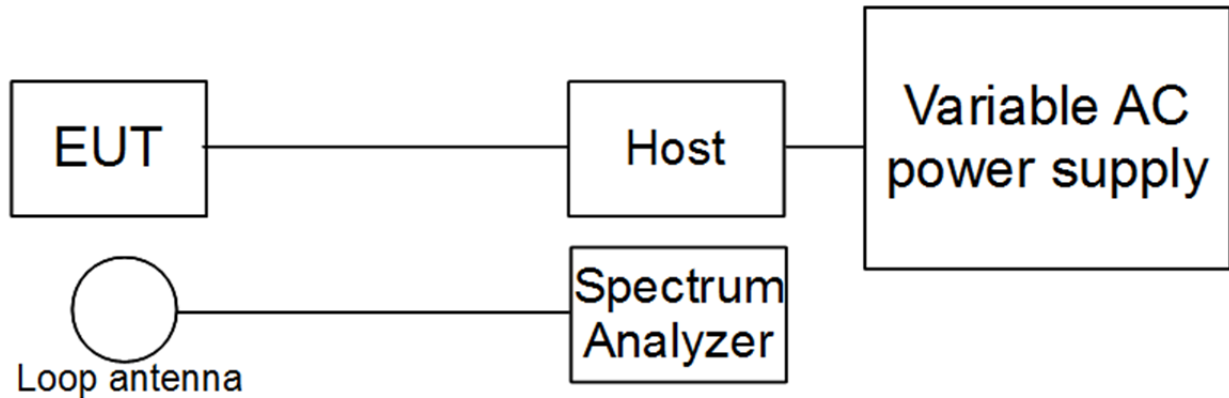 EUT
Host
Variable AC
power supply
Spectrum
Analyzer
Loop antenna